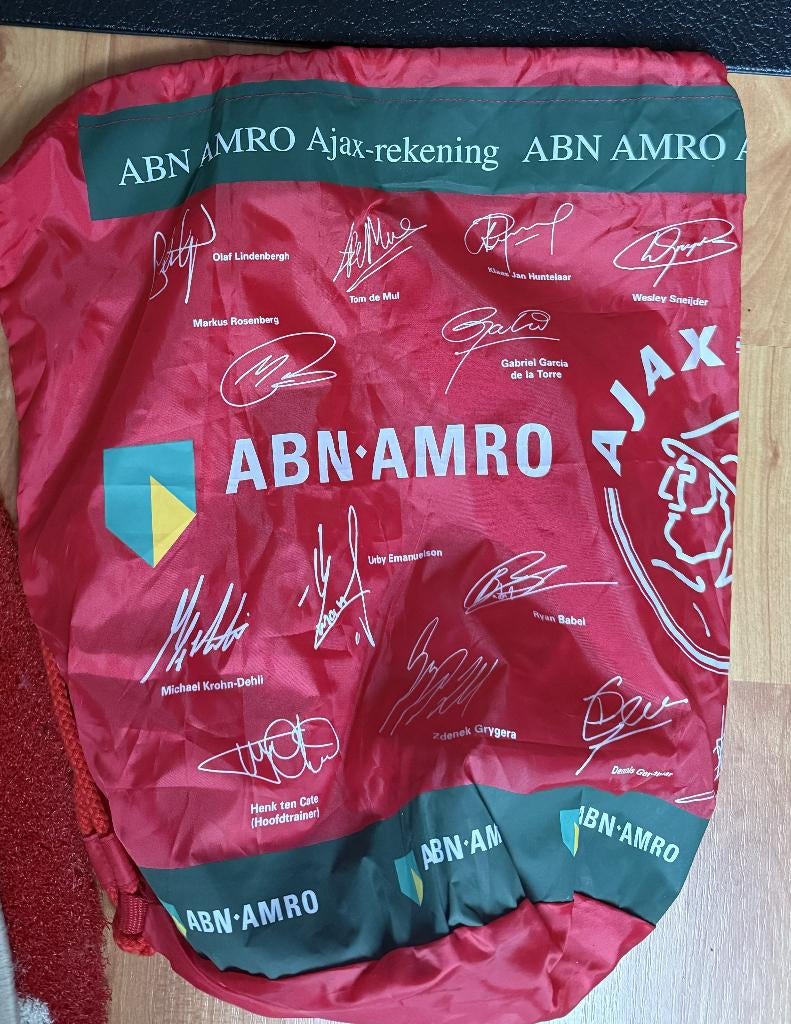 ABN AMRO Ajax-rekening ABN AMRO A
Olaf Lindenbergh
Tom de Mul
Klaas Jan Huntelaar
Wesley Sneijder
Markus Rosenberg
Gabriel Garcia
de la Torre
AJAX
ABN·AMRO
Urby Emanuelson
Ryan Babel
Michael Krohn-Dehli
Zdenek Grygera
Dennis
Henk ten Cate
(Hoofdtrainer)
ABN·AMRO
ABN·AM
ABN·AMRO